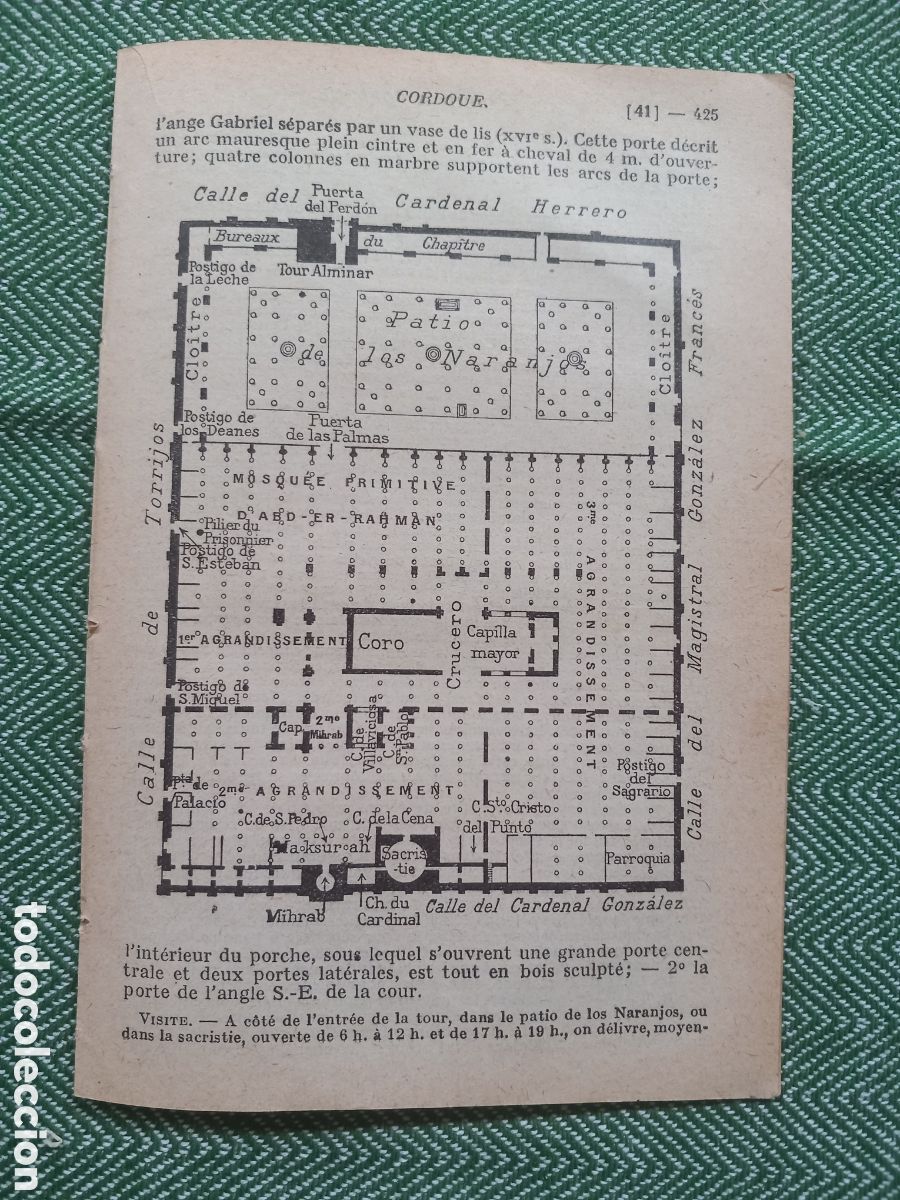 CORDOUE.
[41] — 425
l'ange Gabriel séparés par un vase de lis (XVIe s.). Cette porte décrit
un arc mauresque plein cintre et en fer à cheval de 4 m. d'ouver-
ture; quatre colonnes en marbre supportent les arcs de la porte;
Calle del Cardenal Herrero
Puerta
del Perdón
Bureaux du Chapître
Postigo de
la Leche
Tour Alminar
Cloître
Patio
de los Naranjos
Cloître
Postigo de
los Deanes
Puerta
de las Palmas
MOSQUÉE PRIMITIVE
D'ABD-ER-RAHMAN
Pilier du
Prisonnier
Postigo de
S. Esteban
3me AGRANDISSEMENT
1er AGRANDISSEMENT
Coro
Crucero
Capilla
mayor
Postigo de
S. Miguel
Cap.
2me
Mihrab
C. de
Villaviciosa
C. de
Sn Pablo
Pta de
Palacio
2me AGRANDISSEMENT
Postigo
del
Sagrario
C. de S. Pedro
C. de la Cena
C. Sto Cristo
del Punto
Maksurah
Sacris
-tie
Parroquia
Mihrab
Ch. du
Cardinal
Calle del Cardenal González
Calle de Torrijos
Calle del Magistral González Francés
l'intérieur du porche, sous lequel s'ouvrent une grande porte cen-
trale et deux portes latérales, est tout en bois sculpté; — 2º la
porte de l'angle S.-E. de la cour.
VISITE. — A côté de l'entrée de la tour, dans le patio de los Naranjos, ou
dans la sacristie, ouverte de 6 h. à 12 h. et de 17 h. à 19 h., on délivre, moyen-
todocoleccion